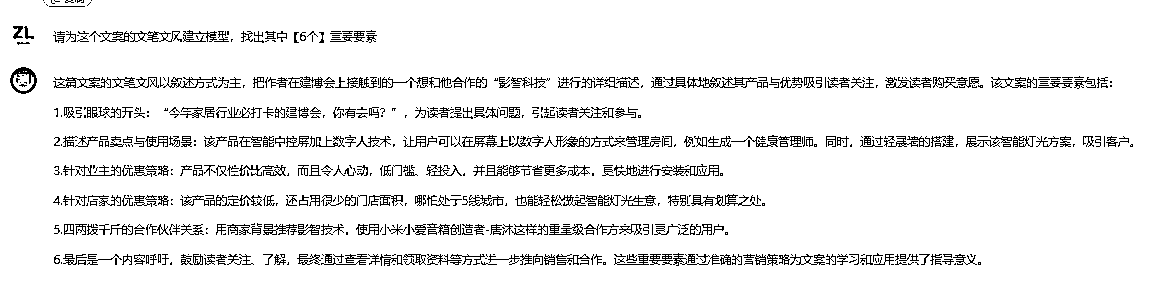 ZL
请为这个文案的文笔文风建立模型，找出其中【6个】重要要素
这篇文案的文笔文风以叙述方式为主，把作者在建博会上接触到的一个想和他合作的“影智科技”进行的详细描述，通过具体地叙述其产品与优势吸引读者关注，激发读者购买意愿。该文案的重要要素包括：
1.吸引眼球的开头：“今年家居行业必打卡的建博会，你有去吗？”，为读者提出具体问题，引起读者关注和参与。
2.描述产品卖点与使用场景：该产品在智能中控屏加上数字人技术，让用户可以在屏幕上以数字人形象的方式来管理房间，例如生成一个健康管理师。同时，通过轻展墙的搭建，展示该智能灯光方案，吸引客户。
3.针对业主的优惠策略：产品不仅性价比高效，而且令人心动，低门槛、轻投入，并且能够节省更多成本，更快地进行安装和应用。
4.针对店家的优惠策略：该产品的定价较低，还占用很少的门店面积，哪怕处于5线城市，也能轻松做起智能灯光生意，特别具有划算之处。
5.四两拨千斤的合作伙伴关系：用商家背景推荐影智技术，使用小米小爱音箱创造者-唐沐这样的重量级合作方来吸引更广泛的用户。
6.最后是一个内容呼吁，鼓励读者关注、了解，最终通过查看详情和领取资料等方式进一步推向销售和合作。这些重要要素通过准确的营销策略为文案的学习和应用提供了指导意义。